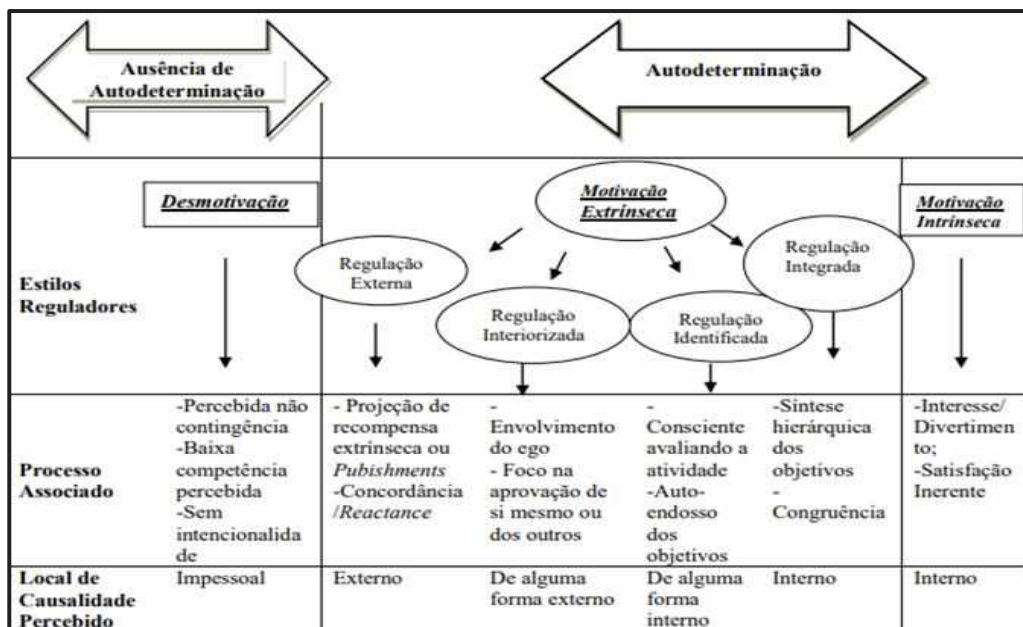 Ausência de
Autodeterminação
Autodeterminação
Estilos
Reguladores
Desmotivação
Motivação
Extrínseca
Motivação
Intrínseca
Regulação
Externa
Regulação
Interiorizada
Regulação
Identificada
Regulação
Integrada
Processo
Associado
-Percebida não
contingência
-Baixa
competência
percebida
-Sem
intencionalida
de
- Projeção de
recompensa
extrínseca ou
Pubishments
-Concordância
/Reactance
-
Envolvimento
do ego
- Foco na
aprovação de
si mesmo ou
dos outros
-
Consciente
avaliando a
atividade
-Auto-
endosso
dos
objetivos
-Síntese
hierárquica
dos
objetivos
-
Congruência
-Interesse/
Divertimen
to;
-Satisfação
Inerente
Local de
Causalidade
Percebido
Impessoal
Externo
De alguma
forma externo
De alguma
forma
interno
Interno
Interno